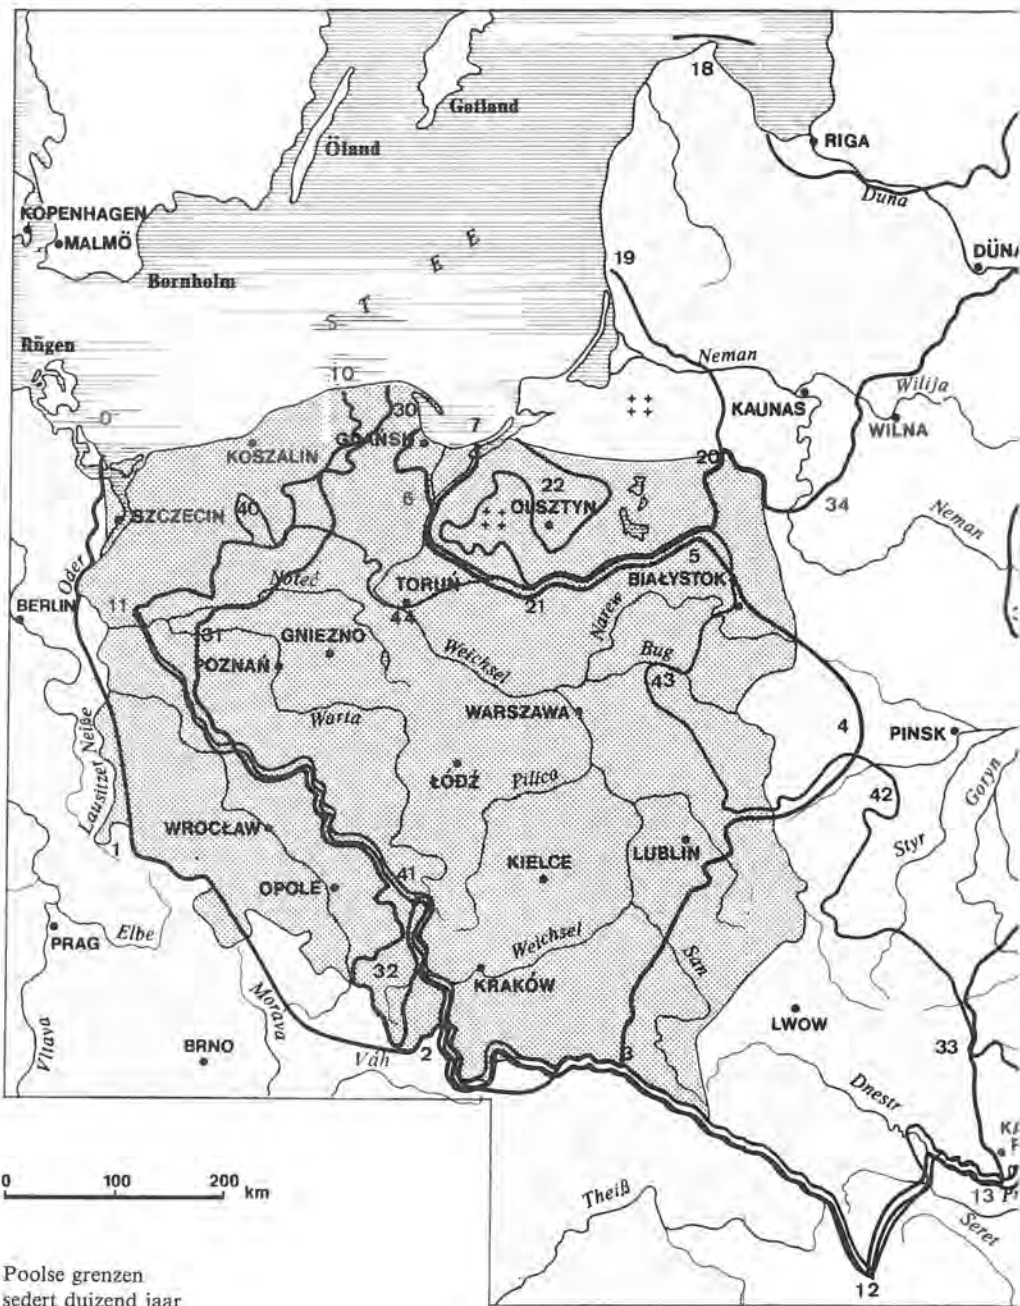 18
Gotland
Öland
RIGA
Duna
KOPENHAGEN
MALMÖ
E
E
19
DÜNA
Bornholm
S T
Rügen
Neman
10
KAUNAS
Wilija
WILNA
0
30
GDAŃSK
7
KOSZALIN
20
22
OLSZTYN
6
40
SZCZECIN
34
Neman
Oder
Noteć
TORUŃ
5
BIAŁYSTOK
BERLIN
11
44
21
Narew
31
GNIEZNO
POZNAŃ
Weichsel
Bug
43
WARSZAWA
Warta
4
PINSK
Lausitzer Neiße
ŁÓDŹ
Pilica
42
Goryn
WROCŁAW
Styr
1
LUBLIN
KIELCE
OPOLE
41
PRAG
Elbe
Weichsel
San
32
KRAKÓW
Morava
LWOW
Vltava
BRNO
Váh
2
3
33
Dnestr
0 100 200 km
13
Theiß
Seret
12
Poolse grenzen
sedert duizend jaar